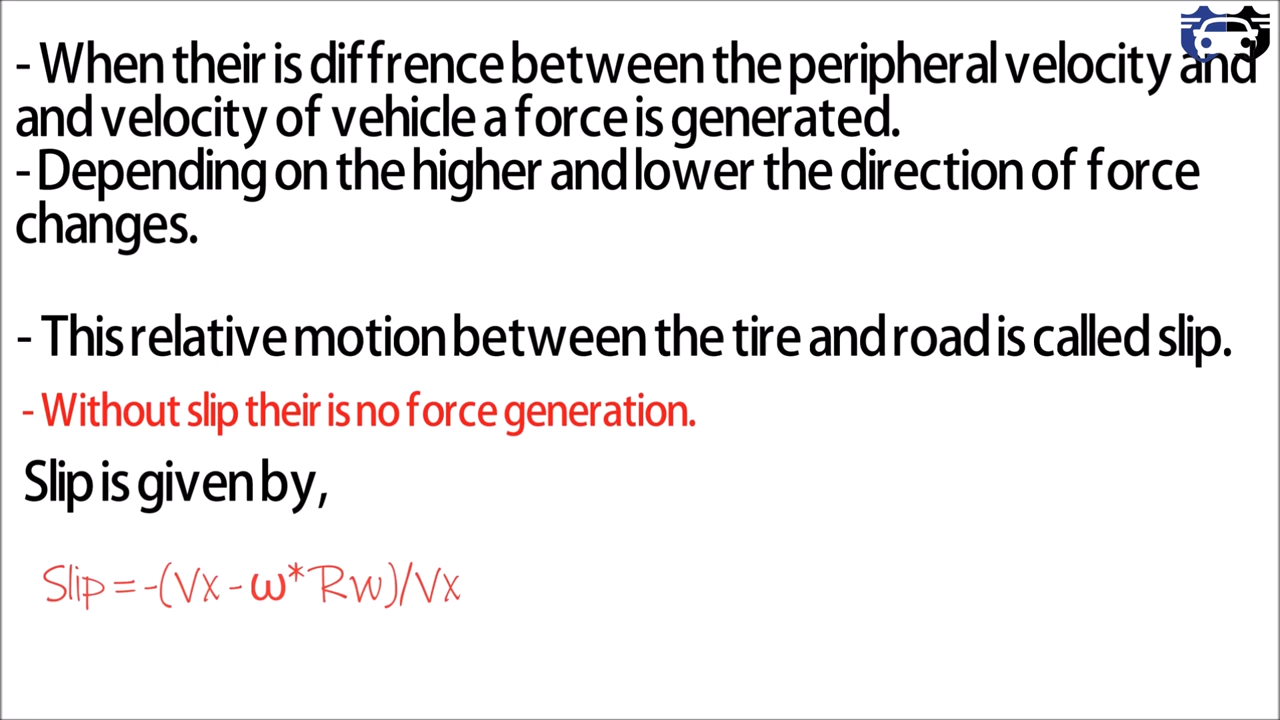 - When their is diffrence between the peripheral velocity and
and velocity of vehicle a force is generated.
- Depending on the higher and lower the direction of force
changes.
- This relative motion between the tire and road is called slip.
- Without slip their is no force generation.
Slip is given by,
Slip = -(Vx - ω* Rw)/Vx